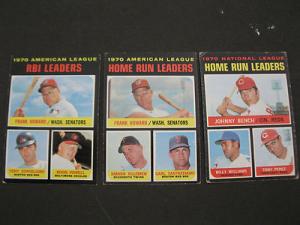 1970 AMERICAN LEAGUE
RBI LEADERS
FRANK HOWARD/WASH. SENATORS
TONY CONIGLIARO
BOSTON RED SOX
BOOG POWELL
BALTIMORE ORIOLES
1970 AMERICAN LEAGUE
HOME RUN LEADERS
FRANK HOWARD/WASH. SENATORS
HARMON KILLEBREW
MINNESOTA TWINS
CARL YASTRZEMSKI
BOSTON RED SOX
1970 NATIONAL LEAGUE
HOME RUN LEADERS
JOHNNY BENCH/CIN. REDS
BILLY WILLIAMS
TONY PEREZ